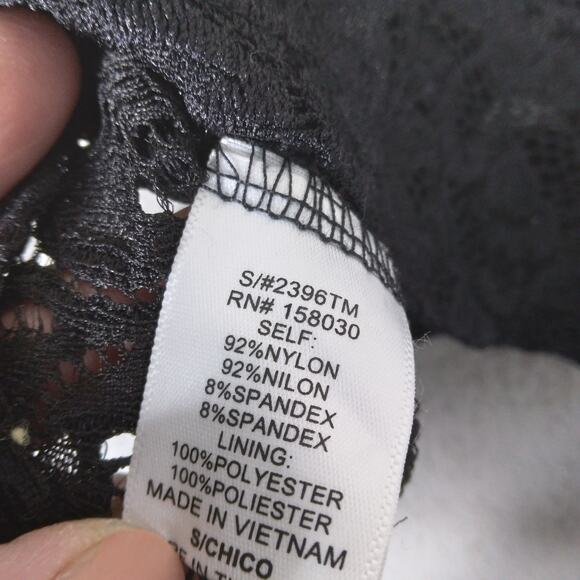 S/#2396TM
RN# 158030
SELF:
92%NYLON
92%NILON
8%SPANDEX
8%SPANDEX
LINING:
100%POLYESTER
100%POLIESTER
MADE IN VIETNAM
S/CHICO